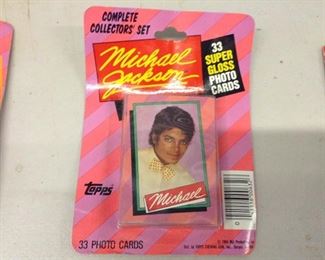 COMPLETE
COLLECTORS' SET
Michael
Jackson
33
SUPER
GLOSS
PHOTO
CARDS
Michael
topps
33 PHOTO CARDS